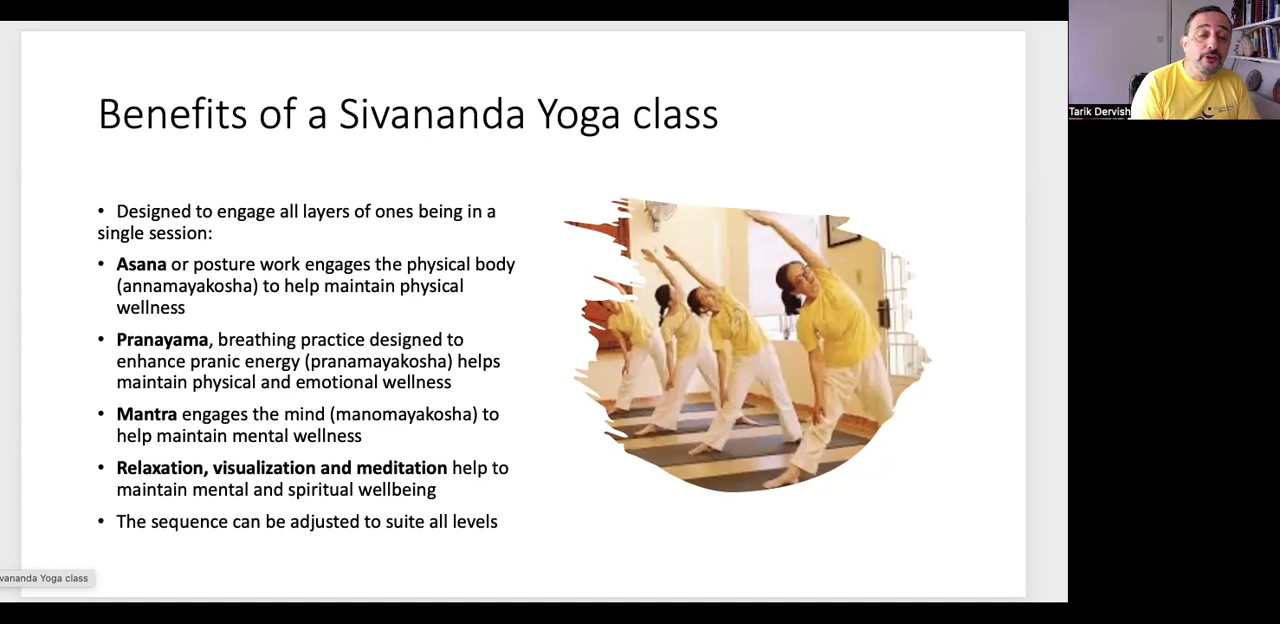 Benefits of a Sivananda Yoga class
• Designed to engage all layers of ones being in a
single session:
• Asana or posture work engages the physical body
(annamayakosha) to help maintain physical
wellness
• Pranayama, breathing practice designed to
enhance pranic energy (pranamayakosha) helps
maintain physical and emotional wellness
• Mantra engages the mind (manomayakosha) to
help maintain mental wellness
• Relaxation, visualization and meditation help to
maintain mental and spiritual wellbeing
• The sequence can be adjusted to suite all levels
vananda Yoga class
Tarik Dervish